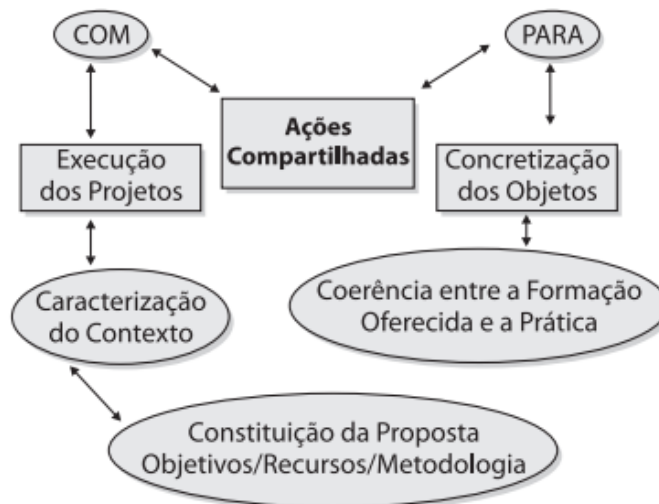 COM
PARA
Ações
Compartilhadas
Execução
dos Projetos
Concretização
dos Objetos
Caracterização
do Contexto
Coerência entre a Formação
Oferecida e a Prática
Constituição da Proposta
Objetivos/Recursos/Metodologia